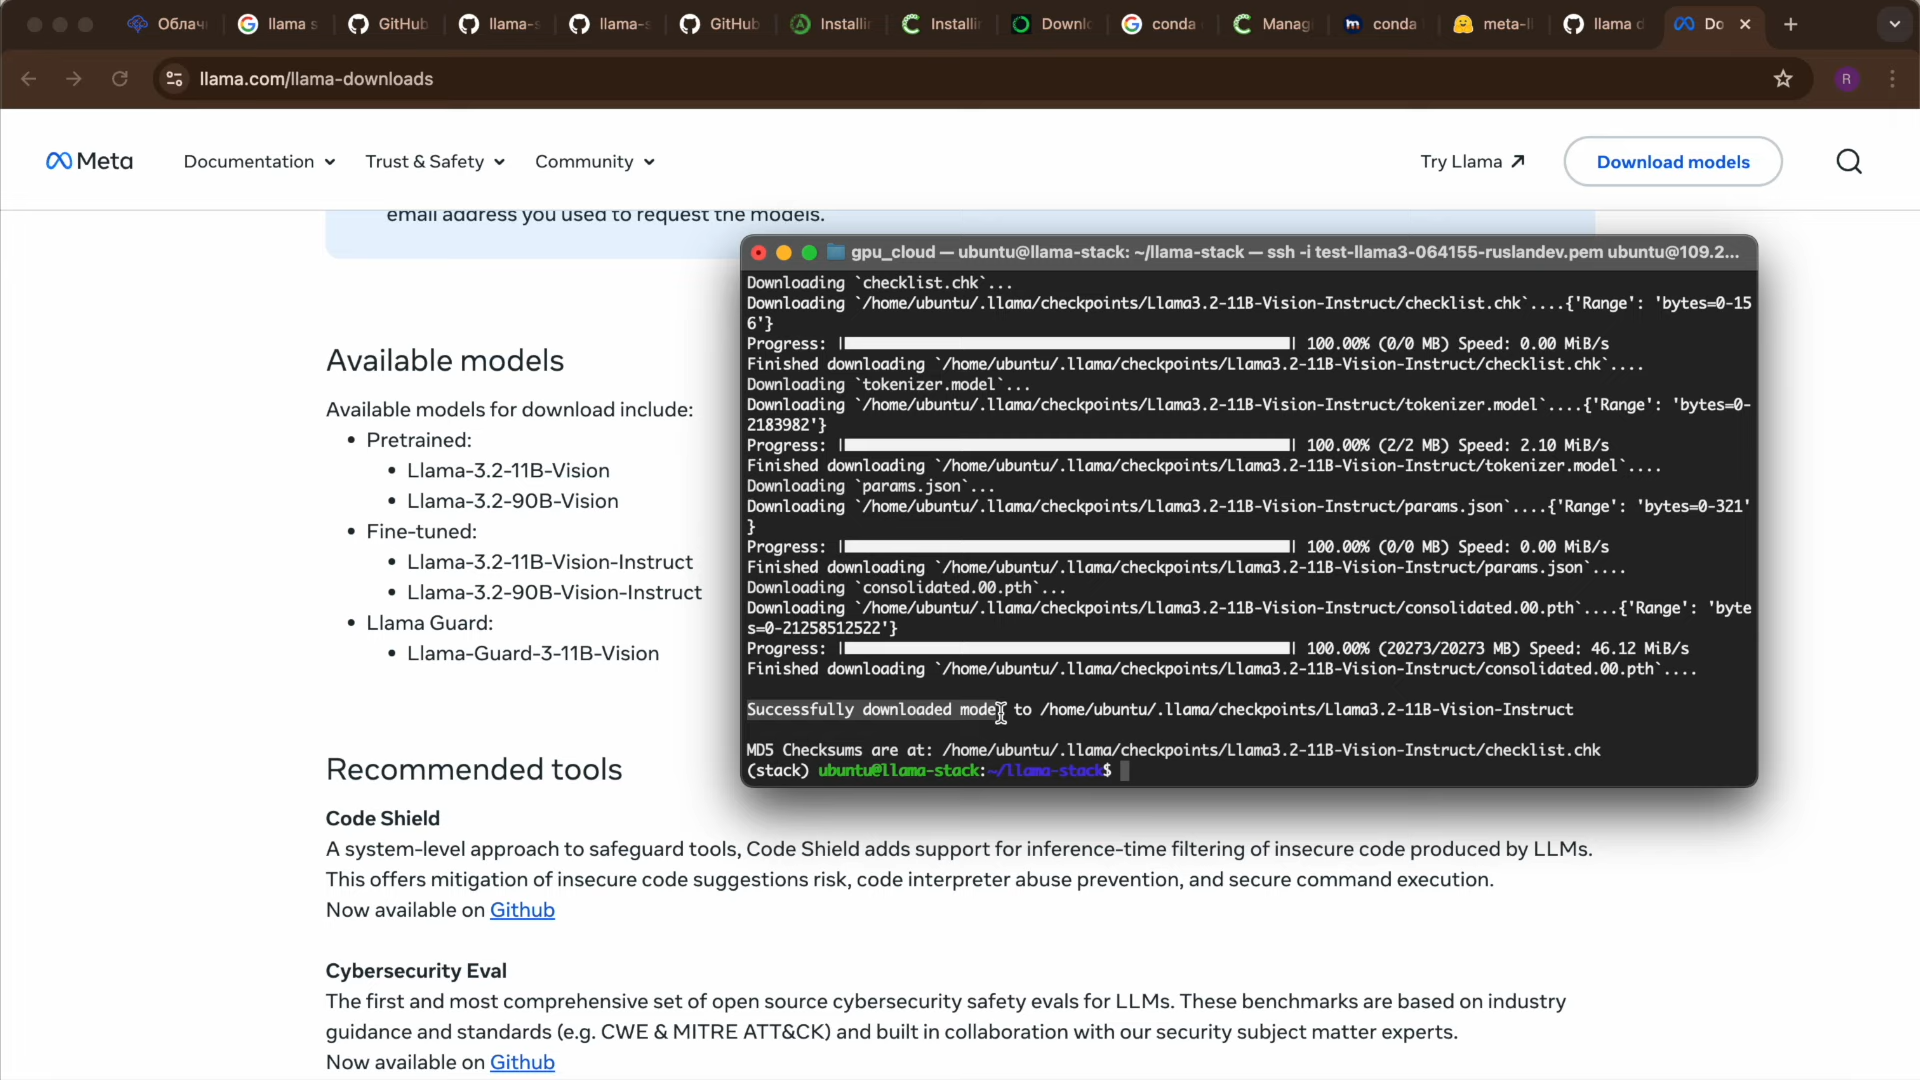 Облач
llama s
GitHub
llama-s
llama-s
GitHub
Installin
Installin
Downlo
conda
Manag
conda
meta-ll
llama d
Do
llama.com/llama-downloads
R
Meta
Documentation
Trust & Safety
Community
Try Llama
Download models
email address you used to request the models.
Available models
Available models for download include:
• Pretrained:
• Llama-3.2-11B-Vision
• Llama-3.2-90B-Vision
• Fine-tuned:
• Llama-3.2-11B-Vision-Instruct
• Llama-3.2-90B-Vision-Instruct
• Llama Guard:
• Llama-Guard-3-11B-Vision
gpu_cloud — ubuntu@llama-stack: ~/llama-stack — ssh -i test-llama3-064155-ruslandev.pem ubuntu@109.2...
Downloading `checklist.chk`...
Downloading `/home/ubuntu/.llama/checkpoints/Llama3.2-11B-Vision-Instruct/checklist.chk`....{'Range': 'bytes=0-15
6'}
Progress: | | 100.00% (0/0 MB) Speed: 0.00 MiB/s
Finished downloading `/home/ubuntu/.llama/checkpoints/Llama3.2-11B-Vision-Instruct/checklist.chk`....
Downloading `tokenizer.model`...
Downloading `/home/ubuntu/.llama/checkpoints/Llama3.2-11B-Vision-Instruct/tokenizer.model`....{'Range': 'bytes=0-
2183982'}
Progress: | | 100.00% (2/2 MB) Speed: 2.10 MiB/s
Finished downloading `/home/ubuntu/.llama/checkpoints/Llama3.2-11B-Vision-Instruct/tokenizer.model`....
Downloading `params.json`...
Downloading `/home/ubuntu/.llama/checkpoints/Llama3.2-11B-Vision-Instruct/params.json`....{'Range': 'bytes=0-321'
}
Progress: | | 100.00% (0/0 MB) Speed: 0.00 MiB/s
Finished downloading `/home/ubuntu/.llama/checkpoints/Llama3.2-11B-Vision-Instruct/params.json`....
Downloading `consolidated.00.pth`...
Downloading `/home/ubuntu/.llama/checkpoints/Llama3.2-11B-Vision-Instruct/consolidated.00.pth`....{'Range': 'byte
s=0-21258512522'}
Progress: | | 100.00% (20273/20273 MB) Speed: 46.12 MiB/s
Finished downloading `/home/ubuntu/.llama/checkpoints/Llama3.2-11B-Vision-Instruct/consolidated.00.pth`....
Successfully downloaded model to /home/ubuntu/.llama/checkpoints/Llama3.2-11B-Vision-Instruct
MD5 Checksums are at: /home/ubuntu/.llama/checkpoints/Llama3.2-11B-Vision-Instruct/checklist.chk
(stack) ubuntu@llama-stack:~/llama-stack$
Recommended tools
Code Shield
A system-level approach to safeguard tools, Code Shield adds support for inference-time filtering of insecure code produced by LLMs.
This offers mitigation of insecure code suggestions risk, code interpreter abuse prevention, and secure command execution.
Now available on Github
Cybersecurity Eval
The first and most comprehensive set of open source cybersecurity safety evals for LLMs. These benchmarks are based on industry
guidance and standards (e.g. CWE & MITRE ATT&CK) and built in collaboration with our security subject matter experts.
Now available on Github